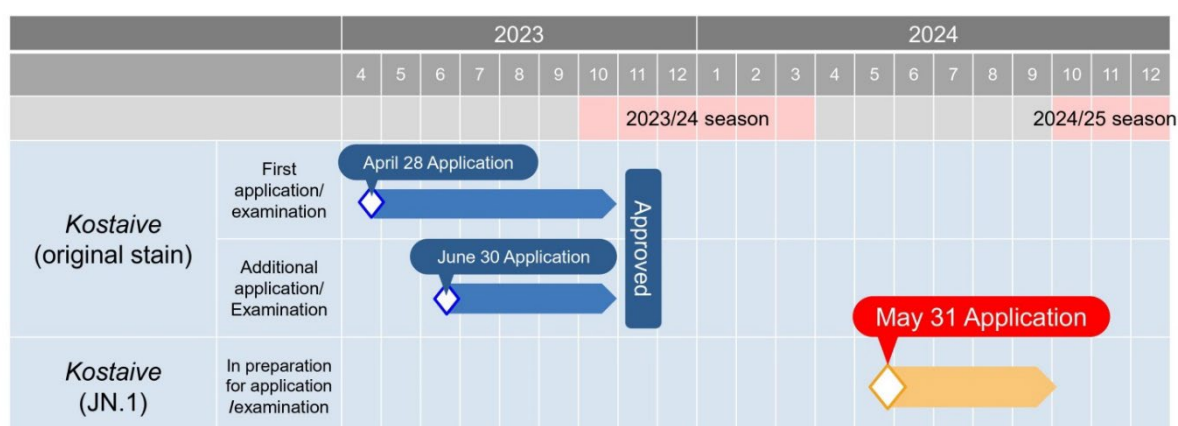 2023 2024
4 5 6 7 8 9 10 11 12 1 2 3 4 5 6 7 8 9 10 11 12
2023/24 season 2024/25 season
Kostaive
(original stain)
First
application/
examination
April 28 Application
Approved
Additional
application/
Examination
June 30 Application
Kostaive
(JN.1)
In preparation
for application
/examination
May 31 Application